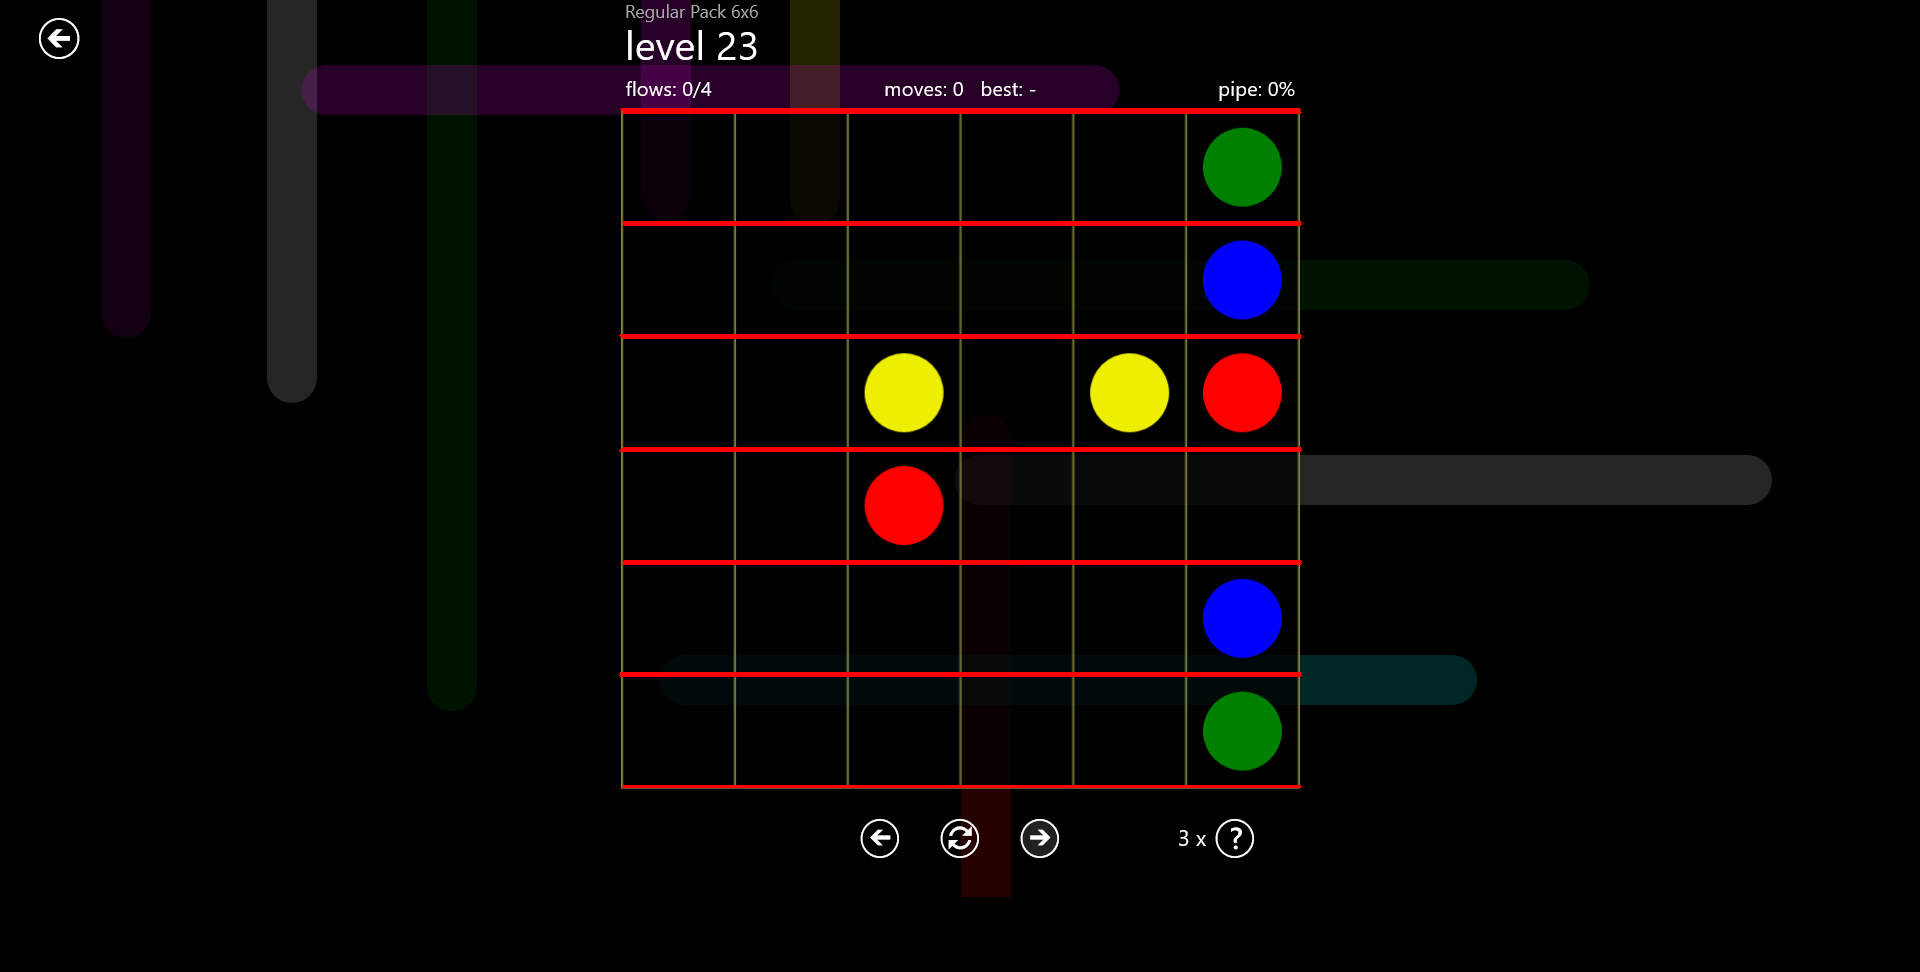 Regular Pack 6x6
level 23
flows: 0/4 moves: 0 best: - pipe: 0%
3 x ?